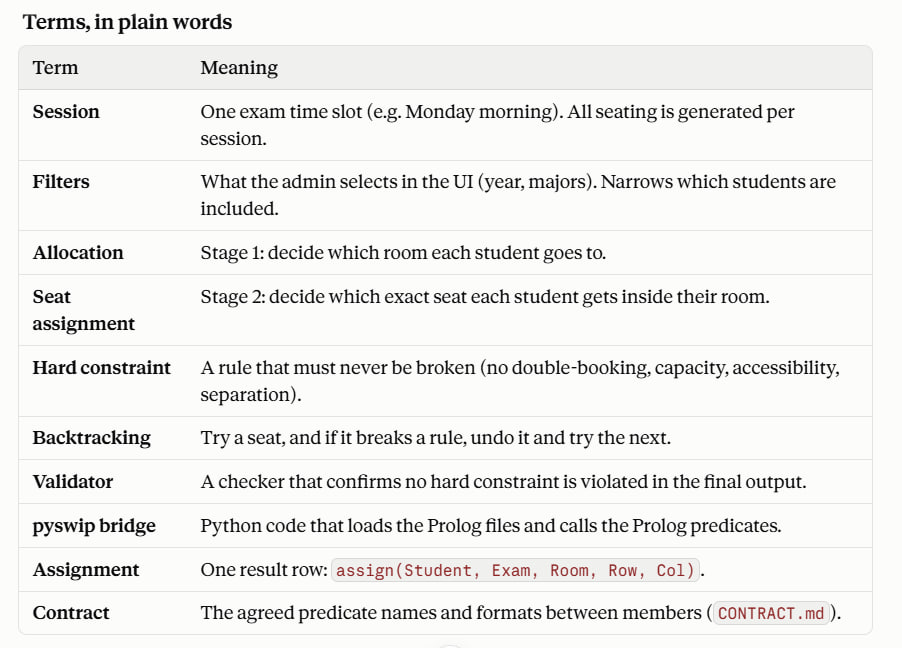 Terms, in plain words
Term Meaning
Session One exam time slot (e.g. Monday morning). All seating is generated per
session.
Filters What the admin selects in the UI (year, majors). Narrows which students are
included.
Allocation Stage 1: decide which room each student goes to.
Seat Stage 2: decide which exact seat each student gets inside their room.
assignment
Hard constraint A rule that must never be broken (no double-booking, capacity, accessibility,
separation).
Backtracking Try a seat, and if it breaks a rule, undo it and try the next.
Validator A checker that confirms no hard constraint is violated in the final output.
pyswip bridge Python code that loads the Prolog files and calls the Prolog predicates.
Assignment One result row: assign(Student, Exam, Room, Row, Col).
Contract The agreed predicate names and formats between members (CONTRACT.md).